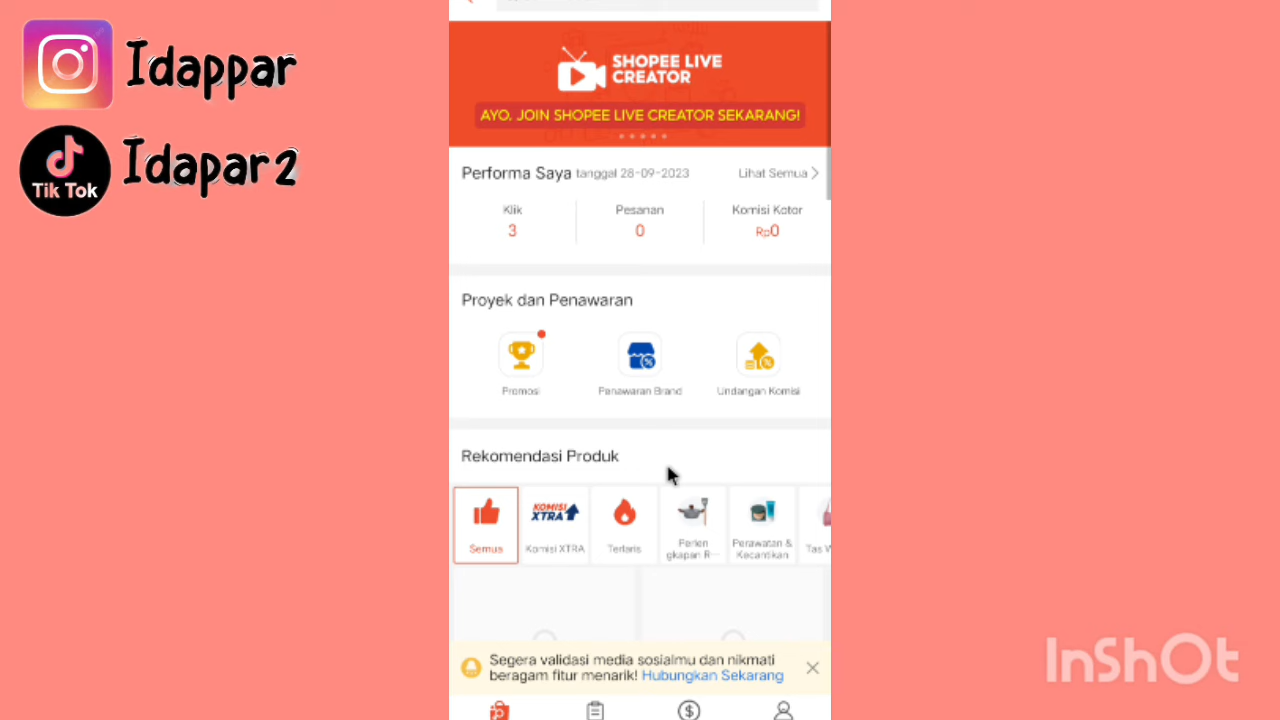 Idappar
Tik Tok
Idapar2
SHOPEE LIVE
CREATOR
AYO, JOIN SHOPEE LIVE CREATOR SEKARANG!
Performa Saya tanggal 28-09-2023
Lihat Semua
Klik
Pesanan
Komisi Kotor
3
0
Rp0
Proyek dan Penawaran
Promosi
Penawaran Brand
Undangan Komisi
Rekomendasi Produk
KOMISI
XTRA
Semua
Komisi XTRA
Terlaris
Perlen
gkapan R...
Perawatan &
Kecantikan
Tas W
Segera validasi media sosialmu dan nikmati
beragam fitur menarik! Hubungkan Sekarang
InShOt